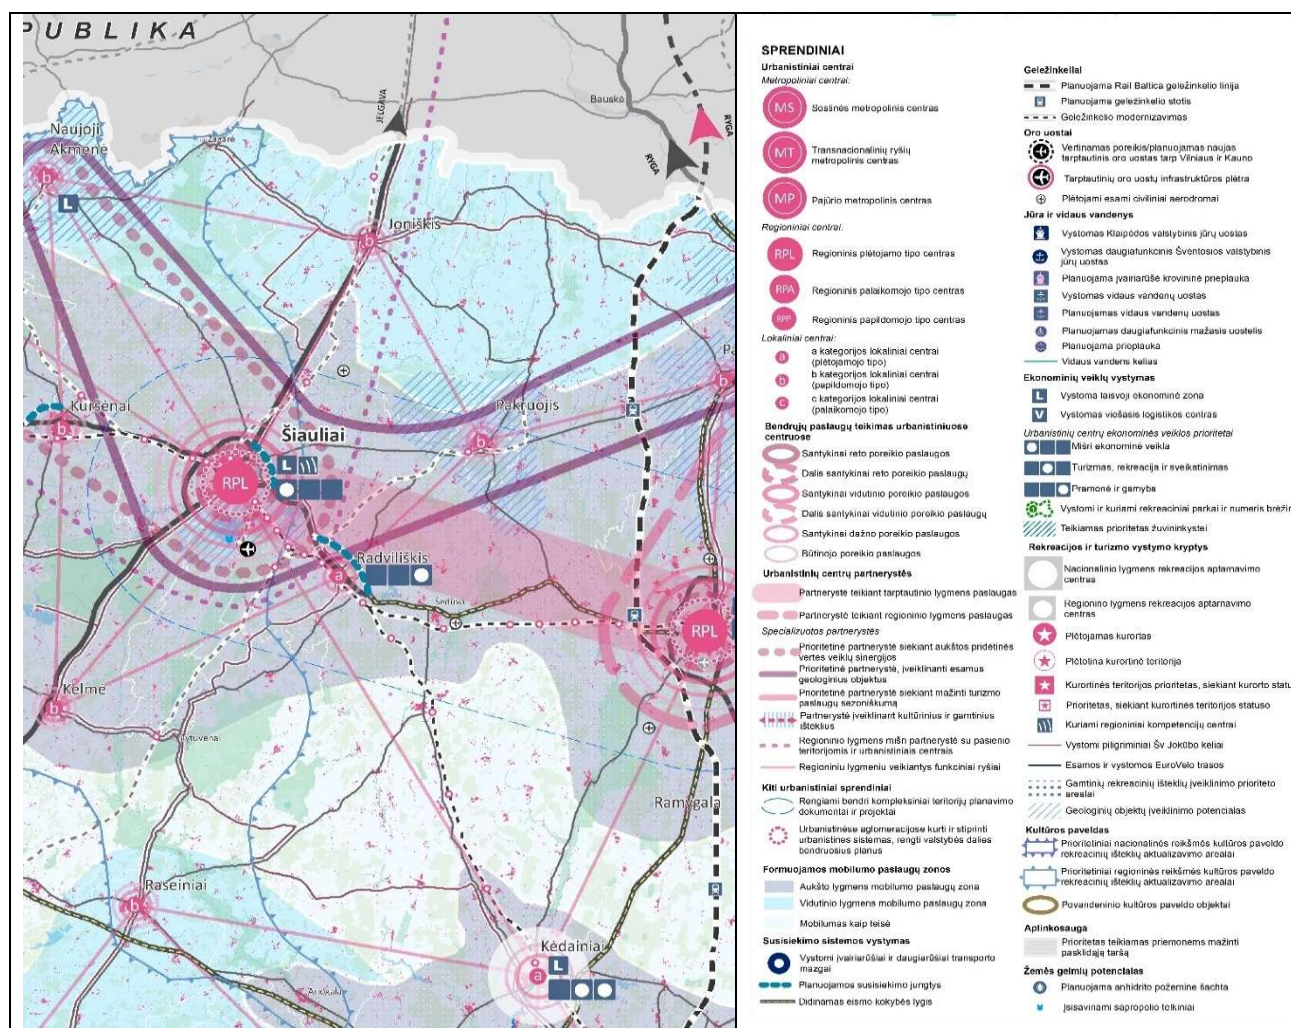 PUBLIKA
JELGAVA
Bauskė
RYGA
RYGA
Naujoji
Akmenė
Žagarė
b
L
Joniškis
b
Pa
b
Kuršėnai
b
Pakruojis
b
Šiauliai
RPL
L
Radviliškis
a
Šeduva
RPL
Kelmė
b
Tytuvėnai
Ramygala
Raseiniai
b
Kėdainiai
L
a
Ariogala
SPRENDINIAI
Urbanistiniai centrai
Metropoliniai centrai:
MS Sostinės metropolinis centras
MT Transnacionalinių ryšių
metropolinis centras
MP Pajūrio metropolinis centras
Regioniniai centrai:
RPL Regioninis plėtojamo tipo centras
RPA Regioninis palaikomojo tipo centras
RPP Regioninis papildomojo tipo centras
Lokaliniai centrai:
a a kategorijos lokaliniai centrai
(plėtojamojo tipo)
b b kategorijos lokaliniai centrai
(papildomojo tipo)
c c kategorijos lokaliniai centrai
(palaikomojo tipo)
Bendrųjų paslaugų teikimas urbanistiniuose
centruose
Santykinai reto poreikio paslaugos
Dalis santykinai reto poreikio paslaugų
Santykinai vidutinio poreikio paslaugos
Dalis santykinai vidutinio poreikio paslaugų
Santykinai dažno poreikio paslaugos
Būtinojo poreikio paslaugos
Urbanistinių centrų partnerystės
Partnerystė teikiant tarptautinio lygmens paslaugas
Partnerystė teikiant regioninio lygmens paslaugas
Specializuotos partnerystės
Prioritetinė partnerystė siekiant aukštos pridėtinės
vertės veiklų sinergijos
Prioritetinė partnerystė, įveiklinanti esamus
geologinius objektus
Prioritetinė partnerystė siekant mažinti turizmo
paslaugų sezoniškumą
Partnerystė įveiklinant kultūrinius ir gamtinius
išteklius
Regioninio lygmens mišri partnerystė su pasienio
teritorijomis ir urbanistiniais centrais
Regioniniu lygmeniu veikiantys funkciniai ryšiai
Kiti urbanistiniai sprendiniai
Rengiami bendri kompleksiniai teritorijų planavimo
dokumentai ir projektai
Urbanistinėse aglomeracijose kurti ir stiprinti
urbanistines sistemas, rengti valstybės dalies
bendruosius planus
Formuojamos mobilumo paslaugų zonos
Aukšto lygmens mobilumo paslaugų zona
Vidutinio lygmens mobilumo paslaugų zona
Mobilumas kaip teisė
Susisiekimo sistemos vystymas
Vystomi įvairiarūšiai ir daugiarūšiai transporto
mazgai
Planuojamos susisiekimo jungtys
Didinamas eismo kokybės lygis
Geležinkeliai
Planuojama Rail Baltica geležinkelio linija
Planuojama geležinkelio stotis
Geležinkelio modernizavimas
Oro uostai
Vertinamas poreikis/planuojamas naujas
tarptautinis oro uostas tarp Vilniaus ir Kauno
Tarptautinių oro uostų infrastruktūros plėtra
Plėtojami esami civiliniai aerodromai
Jūra ir vidaus vandenys
Vystomas Klaipėdos valstybinis jūrų uostas
Vystomas daugiafunkcinis Šventosios valstybinis
jūrų uostas
Planuojama įvairiarūšė krovininė prieplauka
Vystomas vidaus vandenų uostas
Planuojamas vidaus vandenų uostas
Planuojamas daugiafunkcinis mažasis uostelis
Planuojama prieplauka
Vidaus vandens kelias
Ekonominių veiklų vystymas
L Vystoma laisvoji ekonominė zona
V Vystomas viešasis logistikos centras
Urbanistinių centrų ekonominės veiklos prioritetai
Mišri ekonominė veikla
Turizmas, rekreacija ir sveikatinimas
Pramonė ir gamyba
Vystomi ir kuriami rekreaciniai parkai ir numeris brėžin
Teikiamas prioritetas žuvininkystei
Rekreacijos ir turizmo vystymo kryptys
Nacionalinio lygmens rekreacijos aptarnavimo
centras
Regioninio lygmens rekreacijos aptarnavimo
centras
Plėtojamas kurortas
Plėtotina kurortinė teritorija
Kurortinės teritorijos prioritetas, siekiant kurorto statu
Prioritetas, siekiant kurortinės teritorijos statuso
Kuriami regioniniai kompetencijų centrai
Vystomi piligriminiai Šv Jokūbo keliai
Esamos ir vystomos EuroVelo trasos
Gamtinių rekreacinių išteklių įveiklinimo prioriteto
arealai
Geologinių objektų įveiklinimo potencialas
Kultūros paveldas
Prioritetiniai nacionalinės reikšmės kultūros paveldo
rekreacinių išteklių aktualizavimo arealai
Prioritetiniai regioninės reikšmės kultūros paveldo
rekreacinių išteklių aktualizavimo arealai
Povandeninio kultūros paveldo objektai
Aplinkosauga
Prioritetas teikiamas priemonėms mažinti
pasklidąją taršą
Žemės gelmių potencialas
Planuojama anhidrito požeminė šachta
Įsisavinami sapropelio telkiniai